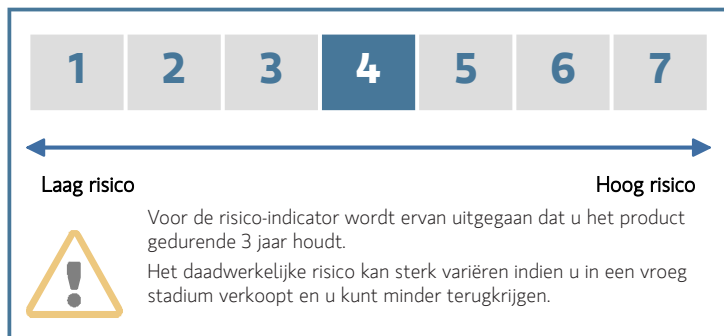 1 2 3 4 5 6 7
Laag risico Hoog risico
Voor de risico-indicator wordt ervan uitgegaan dat u het product
gedurende 3 jaar houdt.
Het daadwerkelijke risico kan sterk variëren indien u in een vroeg
stadium verkoopt en u kunt minder terugkrijgen.